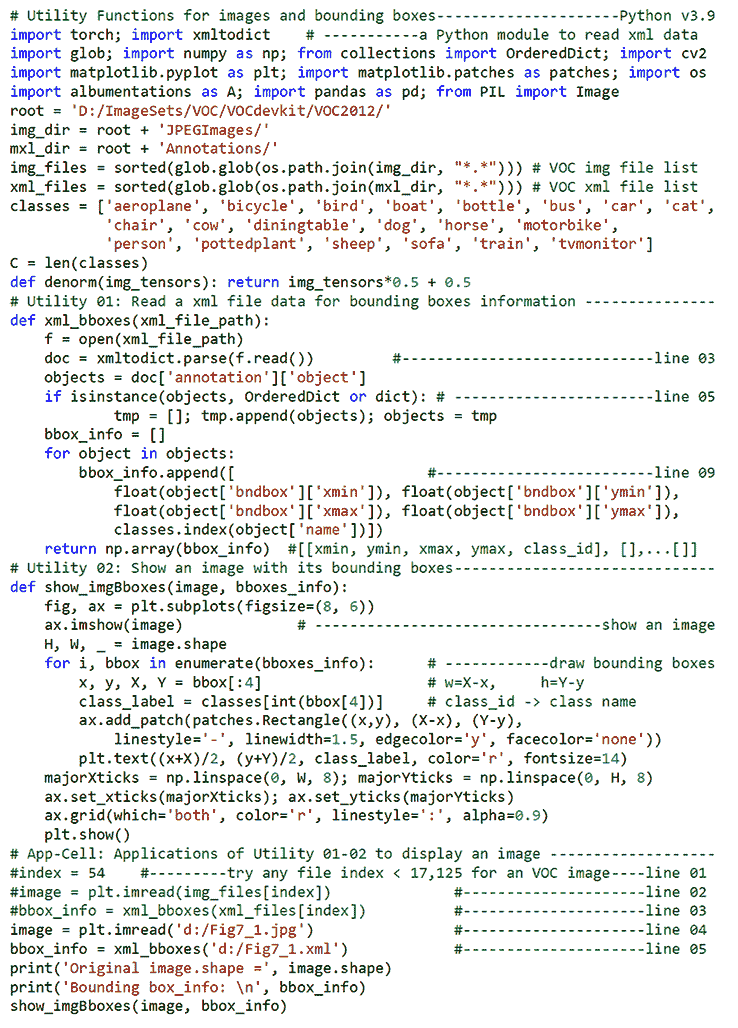 # Utility Functions for images and bounding boxes---------------------Python v3.9
import torch; import xmltodict    # -----------a Python module to read xml data
import glob; import numpy as np; from collections import OrderedDict; import cv2
import matplotlib.pyplot as plt; import matplotlib.patches as patches; import os
import albumentations as A; import pandas as pd; from PIL import Image
root = 'D:/ImageSets/VOC/VOCdevkit/VOC2012/'
img_dir = root + 'JPEGImages/'
mxl_dir = root + 'Annotations/'
img_files = sorted(glob.glob(os.path.join(img_dir, "*.*"))) # VOC img file list
xml_files = sorted(glob.glob(os.path.join(mxl_dir, "*.*"))) # VOC xml file list
classes = ['aeroplane', 'bicycle', 'bird', 'boat', 'bottle', 'bus', 'car', 'cat',
           'chair', 'cow', 'diningtable', 'dog', 'horse', 'motorbike',
           'person', 'pottedplant', 'sheep', 'sofa', 'train', 'tvmonitor']
C = len(classes)
def denorm(img_tensors): return img_tensors*0.5 + 0.5
# Utility 01: Read a xml file data for bounding boxes information ---------------
def xml_bboxes(xml_file_path):
    f = open(xml_file_path)
    doc = xmltodict.parse(f.read())         #-----------------------------line 03
    objects = doc['annotation']['object']
    if isinstance(objects, OrderedDict or dict): # -----------------------line 05
            tmp = []; tmp.append(objects); objects = tmp
    bbox_info = []
    for object in objects:
        bbox_info.append([                      #-------------------------line 09
            float(object['bndbox']['xmin']), float(object['bndbox']['ymin']),
            float(object['bndbox']['xmax']), float(object['bndbox']['ymax']),
            classes.index(object['name'])])
    return np.array(bbox_info)  #[[xmin, ymin, xmax, ymax, class_id], [],...[]]
# Utility 02: Show an image with its bounding boxes------------------------------
def show_imgBboxes(image, bboxes_info):
    fig, ax = plt.subplots(figsize=(8, 6))
    ax.imshow(image)             # ---------------------------------show an image
    H, W, _ = image.shape
    for i, bbox in enumerate(bboxes_info):      # ------------draw bounding boxes
        x, y, X, Y = bbox[:4]                   # w=X-x,     h=Y-y
        class_label = classes[int(bbox[4])]     # class_id -> class name
        ax.add_patch(patches.Rectangle((x,y), (X-x), (Y-y),
            linestyle='-', linewidth=1.5, edgecolor='y', facecolor='none'))
        plt.text((x+X)/2, (y+Y)/2, class_label, color='r', fontsize=14)
    majorXticks = np.linspace(0, W, 8); majorYticks = np.linspace(0, H, 8)
    ax.set_xticks(majorXticks); ax.set_yticks(majorYticks)
    ax.grid(which='both', color='r', linestyle=':', alpha=0.9)
    plt.show()
# App-Cell: Applications of Utility 01-02 to display an image -------------------
#index = 54    #---------try any file index < 17,125 for an VOC image----line 01
#image = plt.imread(img_files[index])              #---------------------line 02
#bbox_info = xml_bboxes(xml_files[index])          #---------------------line 03
image = plt.imread('d:/Fig7_1.jpg')                #---------------------line 04
bbox_info = xml_bboxes('d:/Fig7_1.xml')            #---------------------line 05
print('Original image.shape =', image.shape)
print('Bounding box_info: \n', bbox_info)
show_imgBboxes(image, bbox_info)